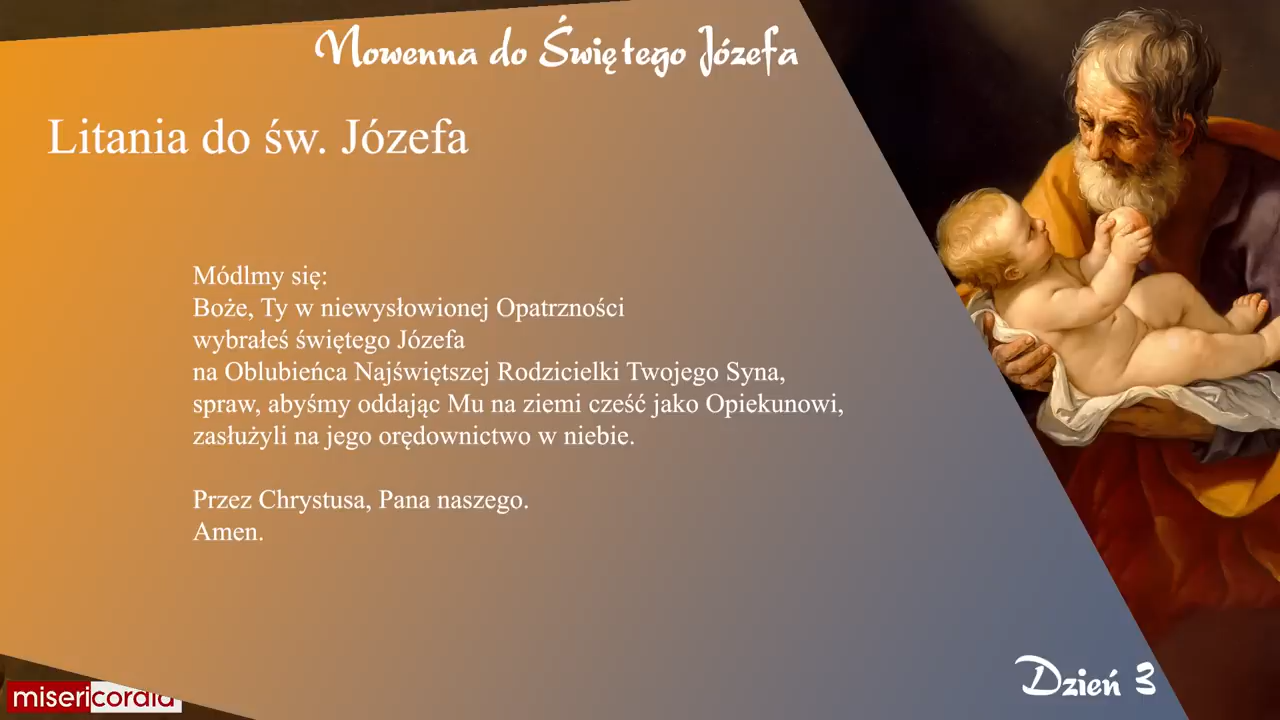 Nowenna do Świętego Józefa
Litania do św. Józefa
Módlmy się:
Boże, Ty w niewysłowionej Opatrzności
wybrałeś świętego Józefa
na Oblubieńca Najświętszej Rodzicielki Twojego Syna,
spraw, abyśmy oddając Mu na ziemi cześć jako Opiekunowi,
zasłużyli na jego orędownictwo w niebie.
Przez Chrystusa, Pana naszego.
Amen.
Dzień 3
misericordia